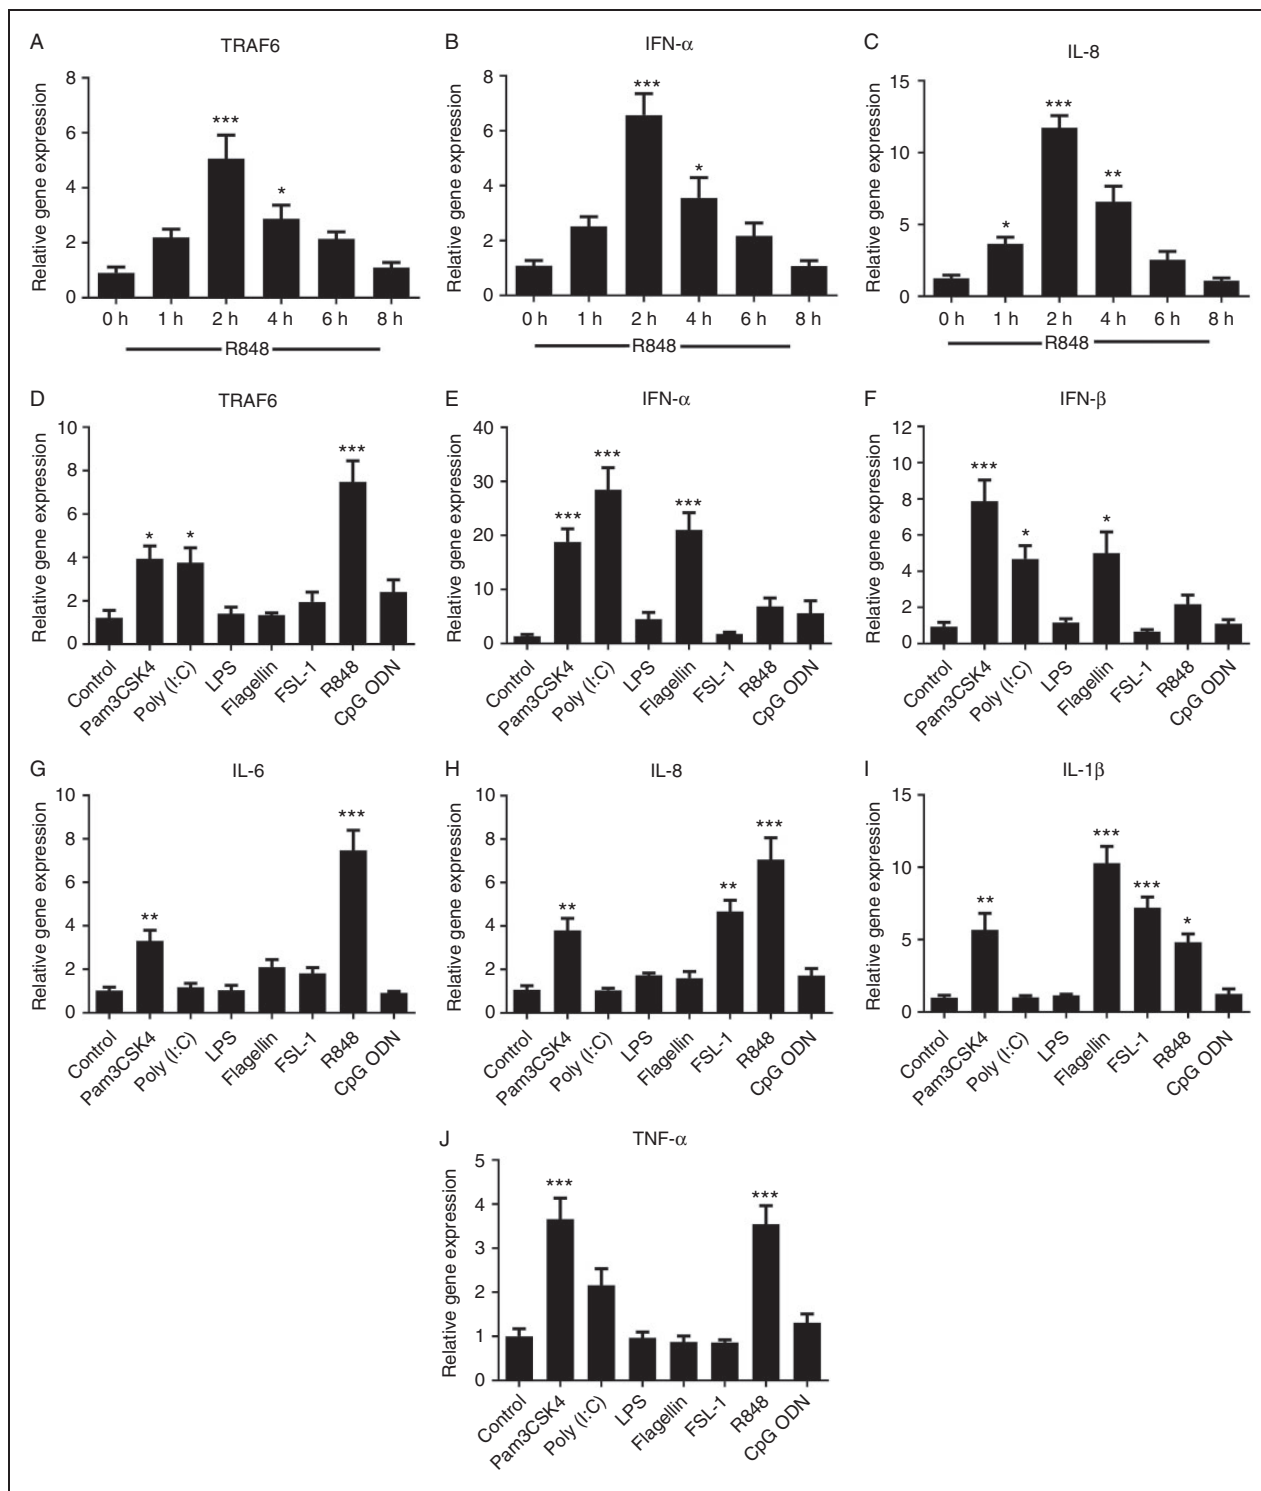 A TRAF6
Relative gene expression
8
6
4
2
0
***
*
0 h 1 h 2 h 4 h 6 h 8 h
R848
B IFN-α
Relative gene expression
8
6
4
2
0
***
*
0 h 1 h 2 h 4 h 6 h 8 h
R848
C IL-8
Relative gene expression
15
10
5
0
*
***
**
0 h 1 h 2 h 4 h 6 h 8 h
R848
D TRAF6
Relative gene expression
10
8
6
4
2
0
*
*
***
Control Pam3CSK4 Poly (I:C) LPS Flagellin FSL-1 R848 CpG ODN
E IFN-α
Relative gene expression
40
30
20
10
0
***
***
***
Control Pam3CSK4 Poly (I:C) LPS Flagellin FSL-1 R848 CpG ODN
F IFN-β
Relative gene expression
12
10
8
6
4
2
0
***
*
*
Control Pam3CSK4 Poly (I:C) LPS Flagellin FSL-1 R848 CpG ODN
G IL-6
Relative gene expression
10
8
6
4
2
0
**
***
Control Pam3CSK4 Poly (I:C) LPS Flagellin FSL-1 R848 CpG ODN
H IL-8
Relative gene expression
10
8
6
4
2
0
**
**
***
Control Pam3CSK4 Poly (I:C) LPS Flagellin FSL-1 R848 CpG ODN
I IL-1β
Relative gene expression
15
10
5
0
**
***
***
*
Control Pam3CSK4 Poly (I:C) LPS Flagellin FSL-1 R848 CpG ODN
J TNF-α
Relative gene expression
5
4
3
2
1
0
***
***
Control Pam3CSK4 Poly (I:C) LPS Flagellin FSL-1 R848 CpG ODN